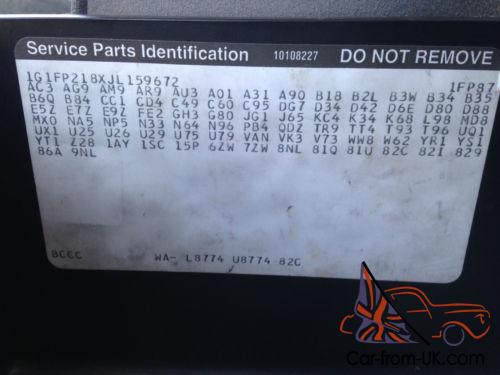 Service Parts Identification 10108227 DO NOT REMOVE
1G1FP218XJL159672 1FP87
AC3 AG9 AM9 AR9 AU3 A01 A31 A90 B18 B2L B3W B34 B35
B6Q B84 CC1 CD4 C49 C60 C95 DG7 D34 D42 D6E D80 D88
E5Z E7Z E9Z FE2 GH3 G80 JG1 J65 KC4 K34 K68 L98 MD8
MX0 NA5 NP5 N33 N64 N96 PB4 QDZ TR9 TT4 T93 T96 UQ1
UX1 U25 U26 U29 U75 U79 VAN VK3 V73 WW8 W62 YR1 YS1
YT1 Z28 1AY 1SC 15P 6ZW 7ZW 8NL 81Q 81U 82C 82I 829
86A 9NL
BCCC WA- L8774 U8774 82C
Car-from-UK.com